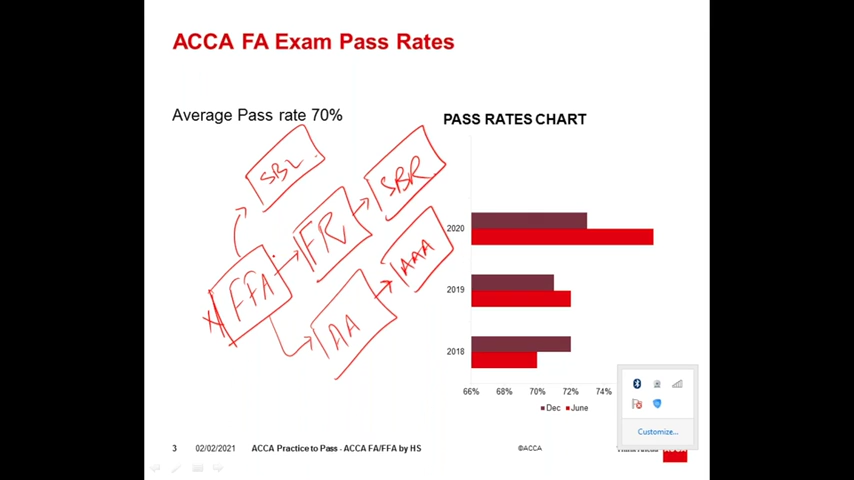 ACCA FA Exam Pass Rates
Average Pass rate 70%
PASS RATES CHART
SBL
SBR
FR
FFA
AAA
AA
2020
2019
2018
66% 68% 70% 72% 74%
Dec June
Customize...
3 02/02/2021 ACCA Practice to Pass - ACCA FA/FFA by HS ©ACCA